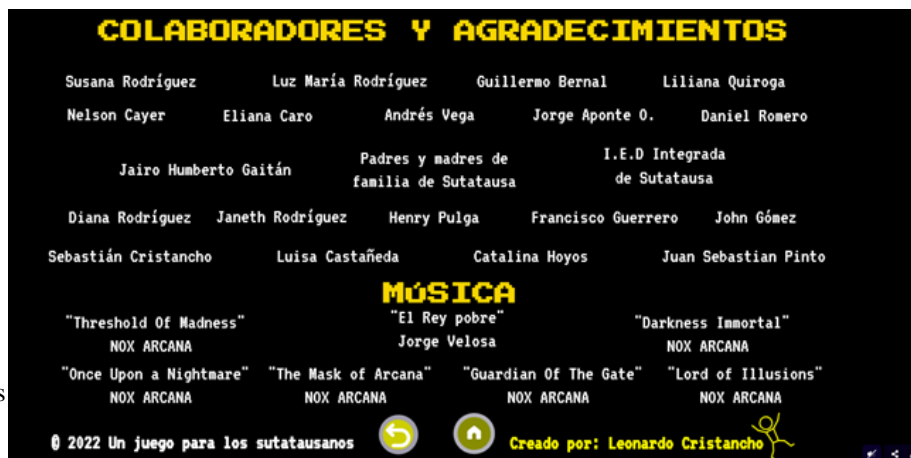 COLABORADORES Y AGRADECIMIENTOS
Susana Rodríguez Luz María Rodríguez Guillermo Bernal Liliana Quiroga
Nelson Cayer Eliana Caro Andrés Vega Jorge Aponte O. Daniel Romero
Jairo Humberto Gaitán
Padres y madres de
familia de Sutatausa
I.E.D Integrada
de Sutatausa
Diana Rodríguez Janeth Rodríguez Henry Pulga Francisco Guerrero John Gómez
Sebastián Cristancho Luisa Castañeda Catalina Hoyos Juan Sebastian Pinto
MÚSICA
"Threshold Of Madness"
NOX ARCANA
"El Rey pobre"
Jorge Velosa
"Darkness Immortal"
NOX ARCANA
"Once Upon a Nightmare" "The Mask of Arcana" "Guardian Of The Gate" "Lord of Illusions"
NOX ARCANA NOX ARCANA NOX ARCANA NOX ARCANA
s
2022 Un juego para los sutatausanos
Creado por: Leonardo Cristancho